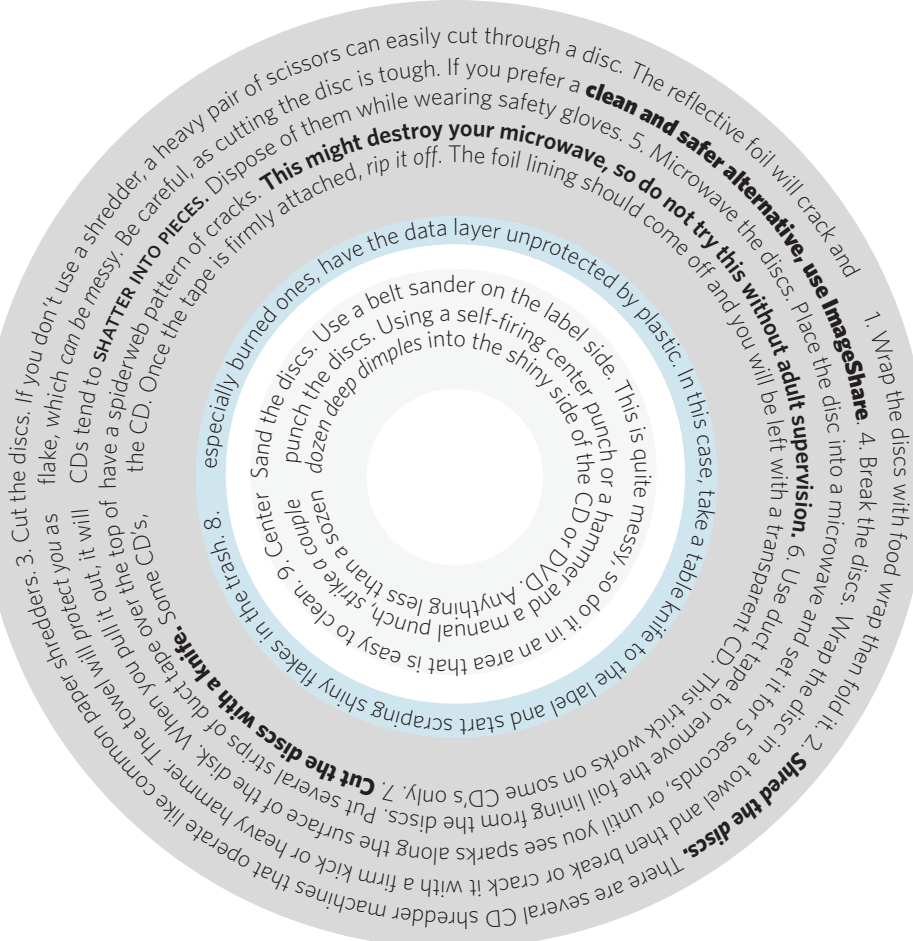 1. Wrap the discs with food wrap then fold it. 2. Shred the discs. There are several CD shredder machines that operate like common paper shredders. 3. Cut the discs. If you don't use a shredder, a heavy pair of scissors can easily cut through a disc. The reflective foil will crack and
flake, which can be messy. Be careful, as cutting the disc is tough. If you prefer a clean and safer alternative, use ImageShare. 4. Break the discs. Wrap the disc in a towel and then break or crack it with a firm kick or heavy hammer. The towel will protect you as
CDs tend to SHATTER INTO PIECES. Dispose of them while wearing safety gloves. 5. Microwave the discs. Place the disc into a microwave and set it for 5 seconds, or until you see sparks along the surface of the disk. When you pull it out, it will
have a spiderweb pattern of cracks. This might destroy your microwave, so do not try this without adult supervision. 6. Use duct tape to remove the foil lining from the discs. Put several strips of duct tape over the top of
the CD. Once the tape is firmly attached, rip it off. The foil lining should come off and you will be left with a transparent CD. This trick works on some CD's only. 7. Cut the discs with a knife. Some CD's,
especially burned ones, have the data layer unprotected by plastic. In this case, take a table knife to the label and start scraping shiny flakes in the trash. 8.
Sand the discs. Use a belt sander on the label side. This is quite messy, so do it in an area that is easy to clean. 9. Center
punch the discs. Using a self-firing center punch or a hammer and a manual punch, strike a couple
dozen deep dimples into the shiny side of the CD or DVD. Anything less than a sozen